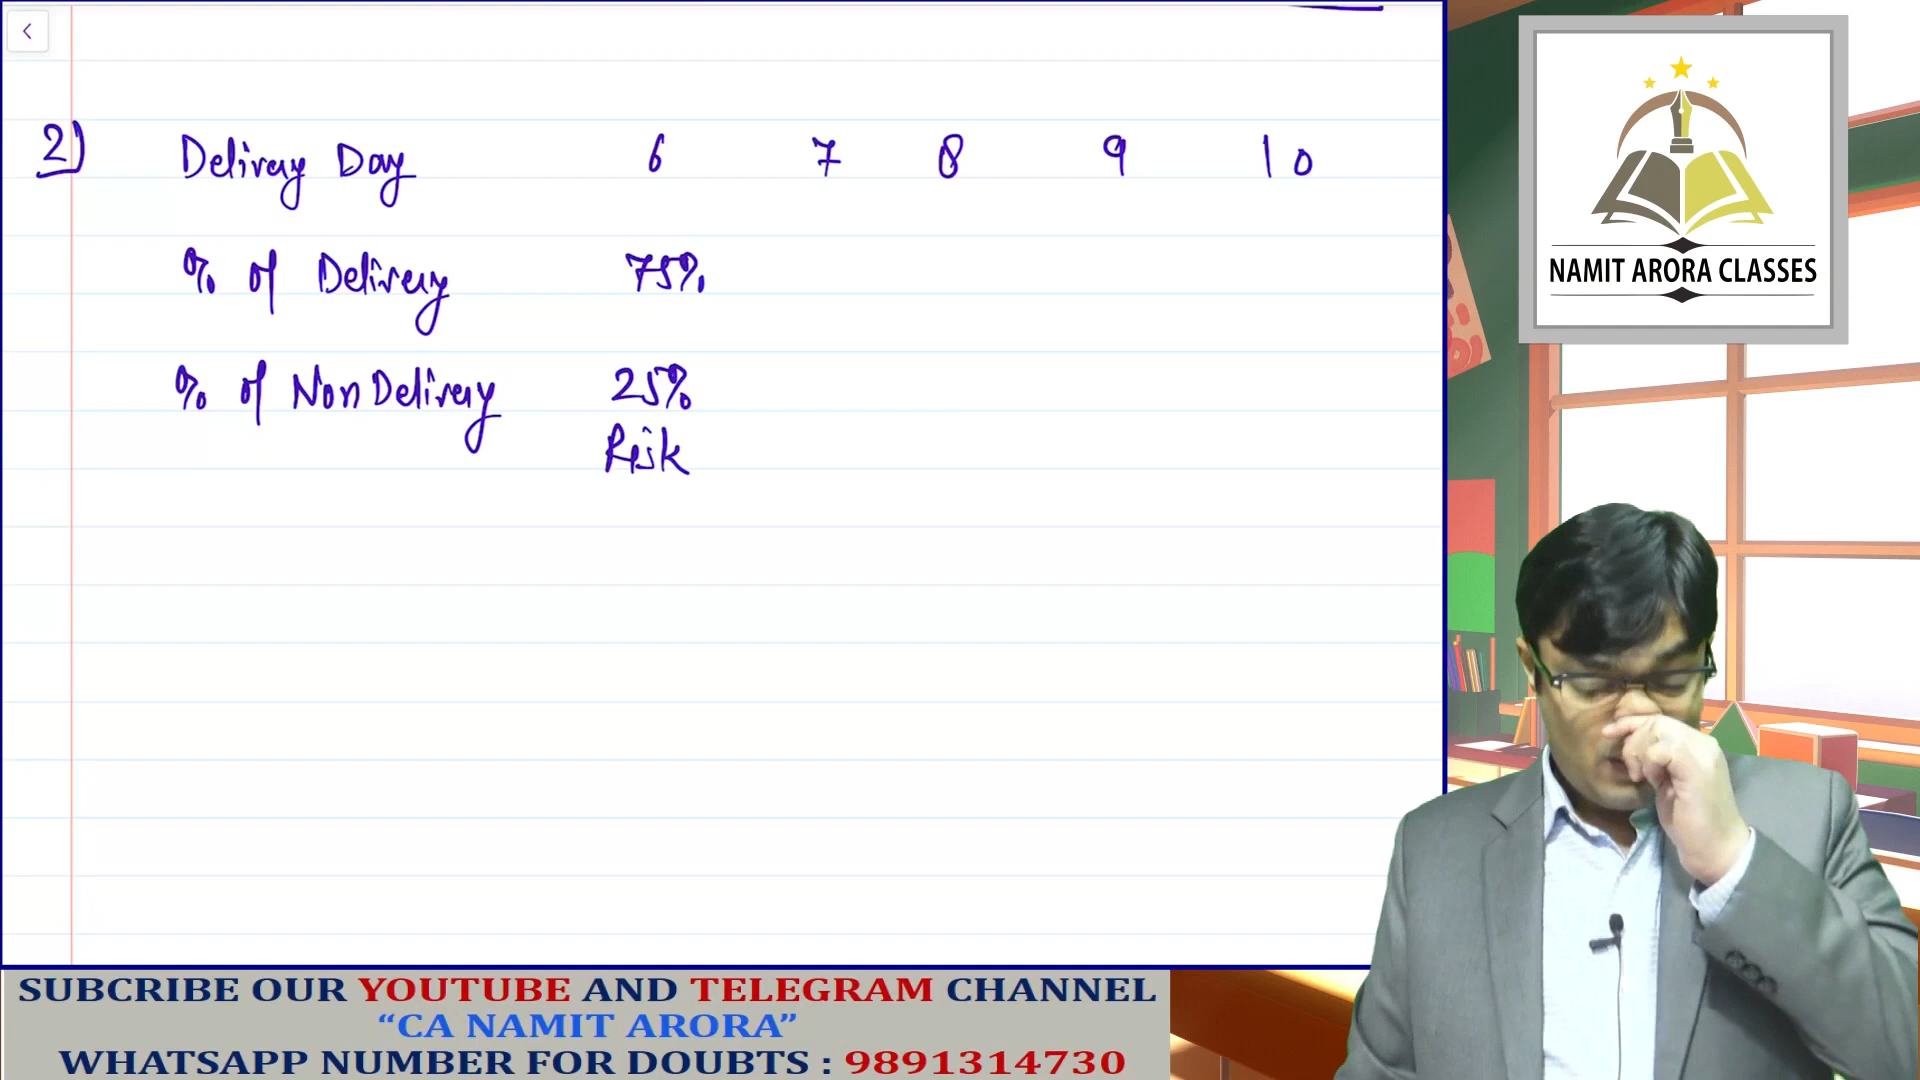 2) Delivery Day 6 7 8 9 10
% of Delivery 75%
% of Non Delivery 25%
Risk
NAMIT ARORA CLASSES
SUBCRIBE OUR YOUTUBE AND TELEGRAM CHANNEL
“CA NAMIT ARORA”
WHATSAPP NUMBER FOR DOUBTS : 9891314730